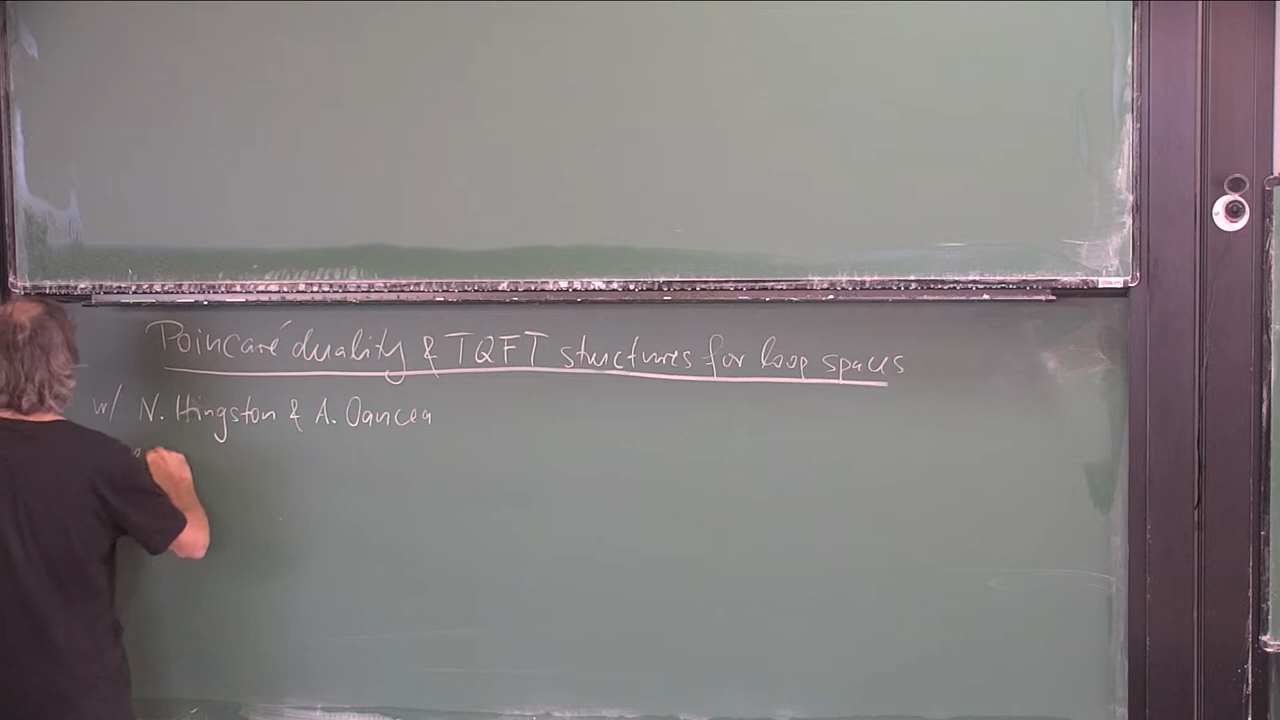 Poincaré duality & TQFT structures for loop spaces
w/ N. Hingston & A. Oancea